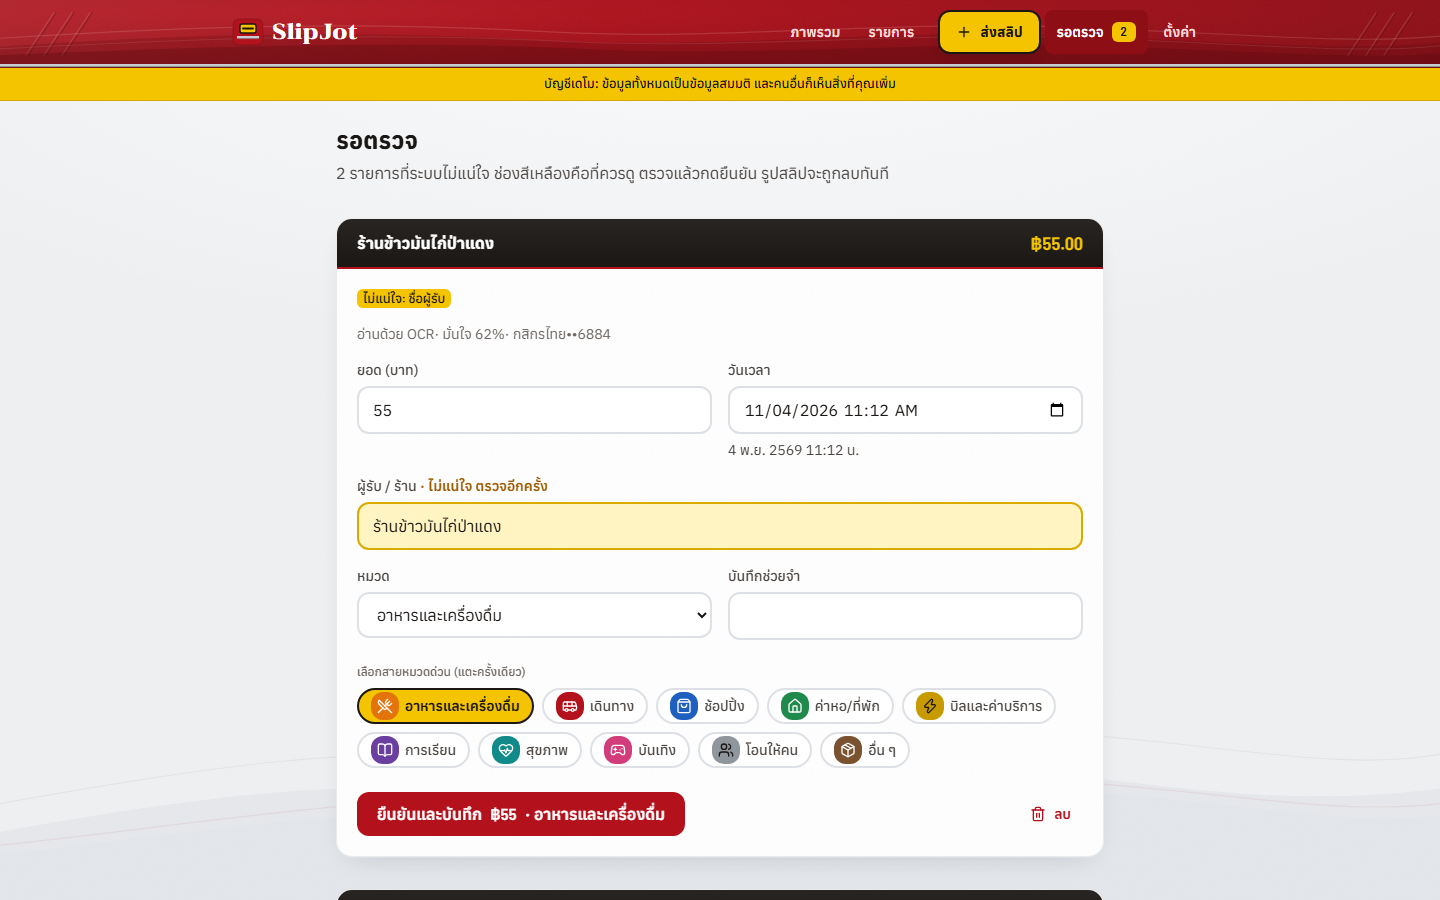 SlipJot
ภาพรวม
รายการ
+ ส่งสลิป
รอตรวจ 2
ตั้งค่า
บัญชีเดโม: ข้อมูลทั้งหมดเป็นข้อมูลสมมติ และคนอื่นก็เห็นสิ่งที่คุณเพิ่ม
รอตรวจ
2 รายการที่ระบบไม่แน่ใจ ช่องสีเหลืองคือที่ควรดู ตรวจแล้วกดยืนยัน รูปสลิปจะถูกลบทันที
ร้านข้าวมันไก่ป่าแดง
฿55.00
ไม่แน่ใจ: ชื่อผู้รับ
อ่านด้วย OCR· มั่นใจ 62%· กสิกรไทย••6884
ยอด (บาท)
55
วันเวลา
11/04/2026 11:12 AM
4 พ.ย. 2569 11:12 น.
ผู้รับ / ร้าน · ไม่แน่ใจ ตรวจอีกครั้ง
ร้านข้าวมันไก่ป่าแดง
หมวด
อาหารและเครื่องดื่ม
บันทึกช่วยจำ
เลือกสายหมวดด่วน (แตะครั้งเดียว)
อาหารและเครื่องดื่ม
เดินทาง
ช้อปปิ้ง
ค่าหอ/ที่พัก
บิลและค่าบริการ
การเรียน
สุขภาพ
บันเทิง
โอนให้คน
อื่น ๆ
ยืนยันและบันทึก ฿55 · อาหารและเครื่องดื่ม
ลบ